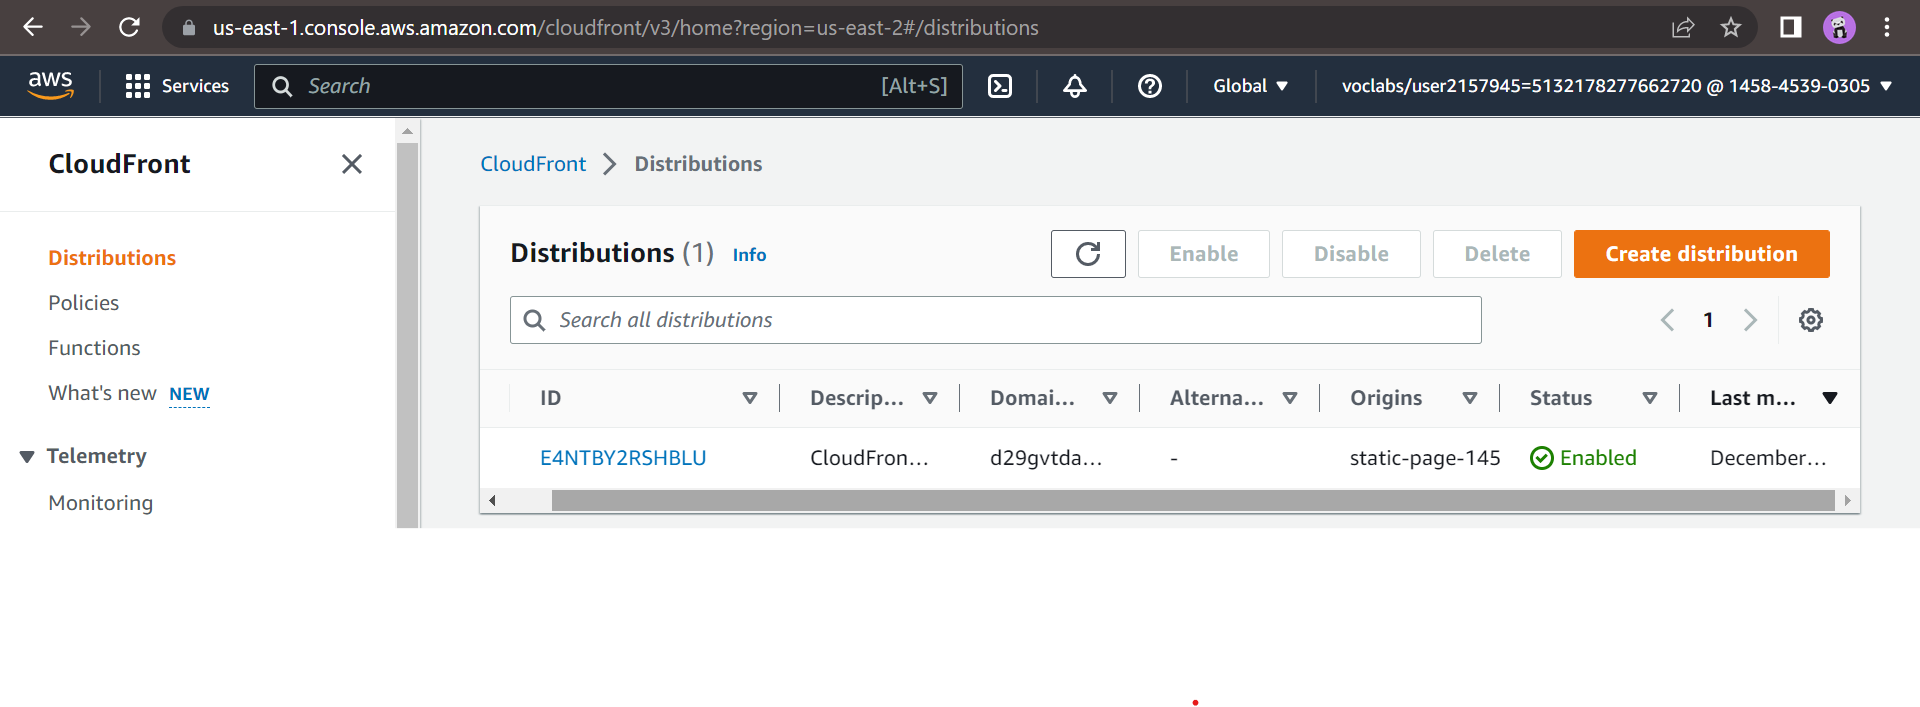 us-east-1.console.aws.amazon.com/cloudfront/v3/home?region=us-east-2#/distributions
aws Services Search [Alt+S] Global voclabs/user2157945=5132178277662720 @ 1458-4539-0305
CloudFront
Distributions
Policies
Functions
What's new NEW
Telemetry
Monitoring
CloudFront Distributions
Distributions (1) Info Enable Disable Delete Create distribution
Search all distributions 1
ID Descrip... Domai... Alterna... Origins Status Last m...
E4NTBY2RSHBLU CloudFron... d29gvtda... - static-page-145 Enabled December...